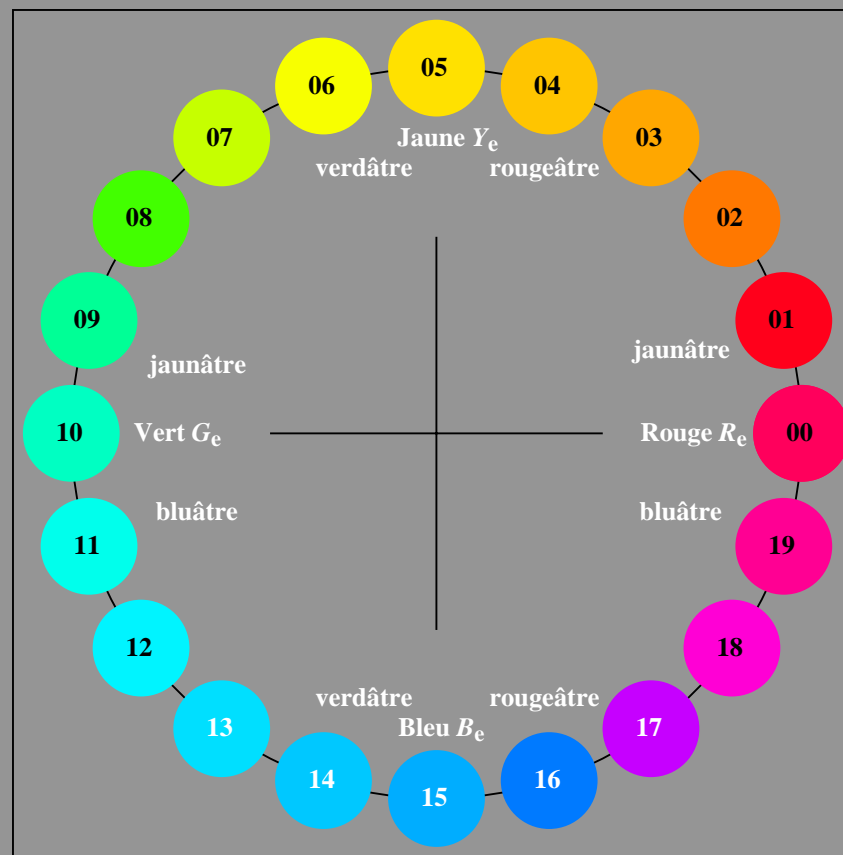 05
06
04
07
Jaune Ye
03
verdâtre
rougeâtre
08
02
09
01
jaunâtre
jaunâtre
10
Vert Ge
Rouge Re
00
bluâtre
bluâtre
11
19
12
18
verdâtre
rougeâtre
13
Bleu Be
17
14
16
15